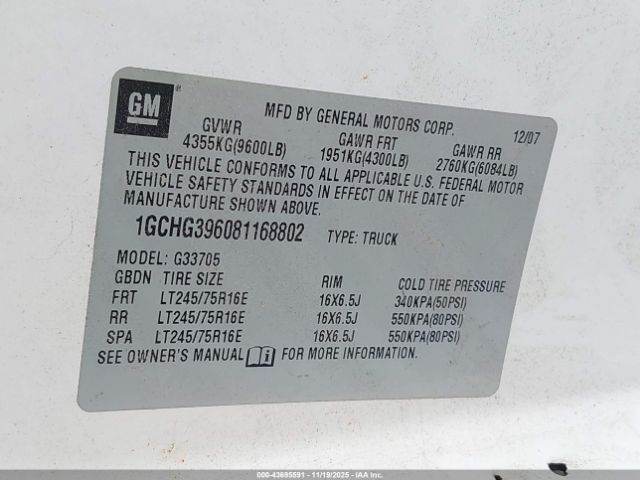 GM®
MFD BY GENERAL MOTORS CORP. 12/07
GVWR GAWR FRT GAWR RR
4355KG(9600LB) 1951KG(4300LB) 2760KG(6084LB)
THIS VEHICLE CONFORMS TO ALL APPLICABLE U.S. FEDERAL MOTOR
VEHICLE SAFETY STANDARDS IN EFFECT ON THE DATE OF
MANUFACTURE SHOWN ABOVE.
1GCHG396081168802 TYPE: TRUCK
MODEL: G33705
GBDN TIRE SIZE RIM COLD TIRE PRESSURE
FRT LT245/75R16E 16X6.5J 340KPA(50PSI)
RR LT245/75R16E 16X6.5J 550KPA(80PSI)
SPA LT245/75R16E 16X6.5J 550KPA(80PSI)
SEE OWNER'S MANUAL i FOR MORE INFORMATION.
000-43695591 - 11/19/2025 - IAAI.COM